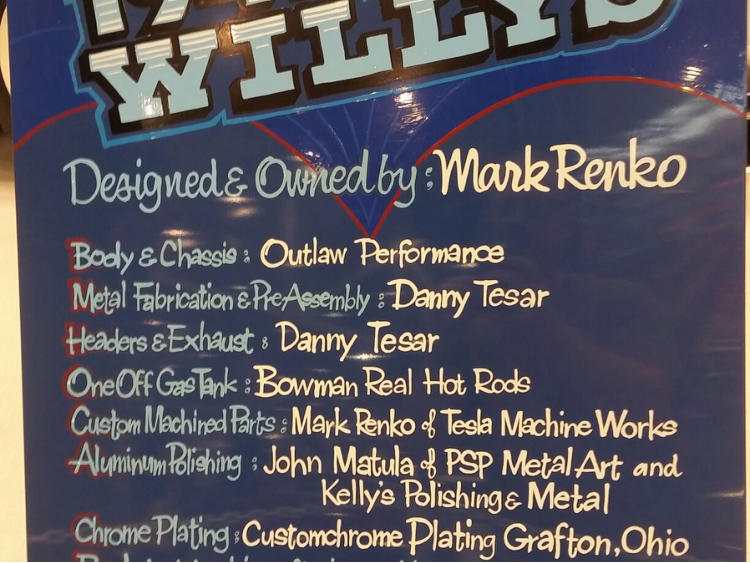 WILLYS
Designed & Owned by : Mark Renko
Body & Chassis : Outlaw Performance
Metal Fabrication & Pre Assembly : Danny Tesar
Headers & Exhaust : Danny Tesar
One Off Gas Tank : Bowman Real Hot Rods
Custom Machined Parts : Mark Renko of Tesla Machine Works
Aluminum Polishing : John Matula of PSP Metal Art and
Kelly's Polishing & Metal
Chrome Plating : Customchrome Plating Grafton, Ohio